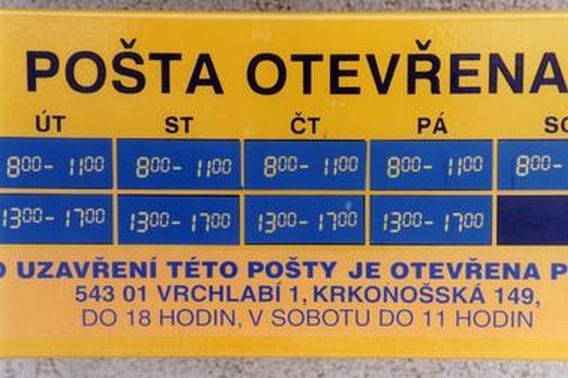 POŠTA OTEVŘENA
ÚT ST ČT PÁ SO
800- 1100 800- 1100 800- 1100 800- 1100 800-
1300- 1700 1300- 1700 1300- 1700 1300- 1700
O UZAVŘENÍ TÉTO POŠTY JE OTEVŘENA P
543 01 VRCHLABÍ 1, KRKONOŠSKÁ 149,
DO 18 HODIN, V SOBOTU DO 11 HODIN